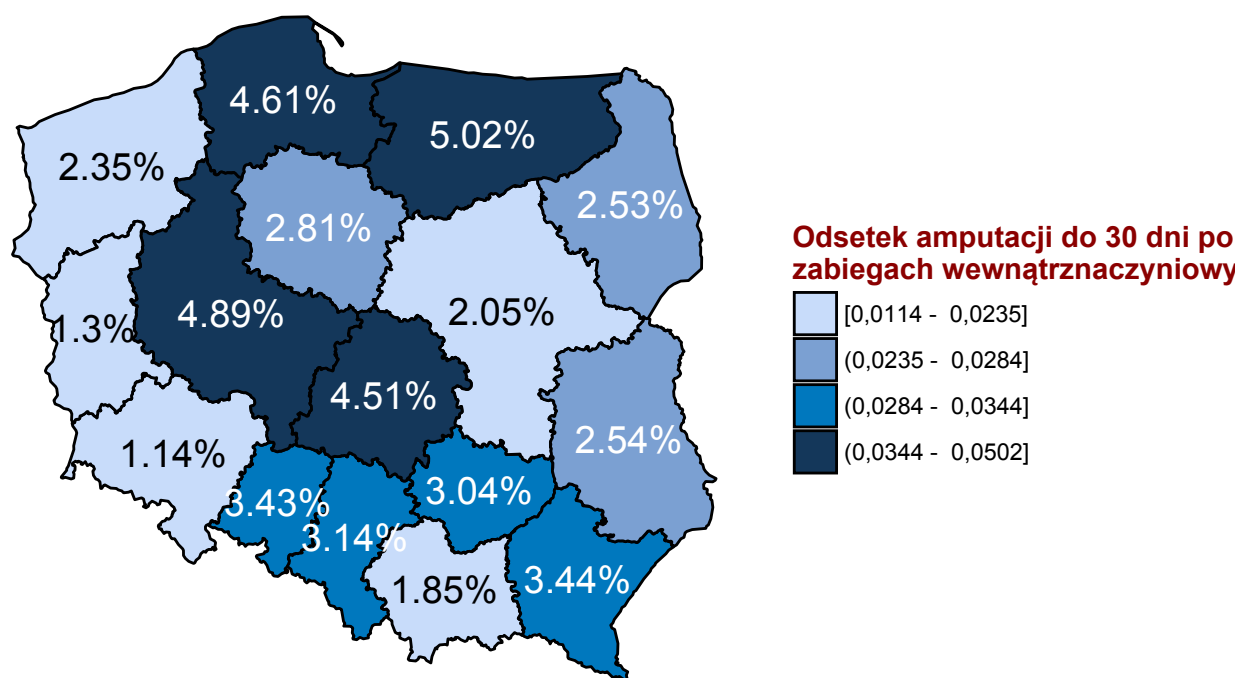 4.61%
5.02%
2.35%
2.53%
2.81%
4.89%
2.05%
1.3%
4.51%
1.14%
2.54%
3.43%
3.04%
3.14%
3.44%
1.85%
Odsetek amputacji do 30 dni po
zabiegach wewnątrznaczyniowy
[0,0114 - 0,0235]
(0,0235 - 0,0284]
(0,0284 - 0,0344]
(0,0344 - 0,0502]